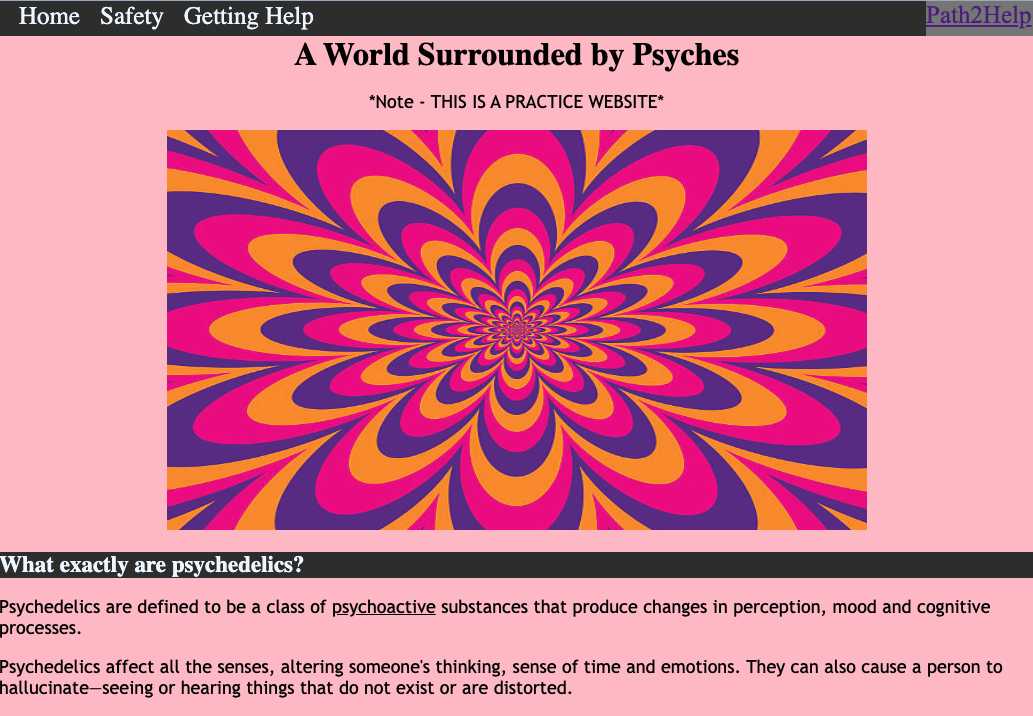 Home Safety Getting Help Path2Help
A World Surrounded by Psyches
*Note - THIS IS A PRACTICE WEBSITE*
What exactly are psychedelics?
Psychedelics are defined to be a class of psychoactive substances that produce changes in perception, mood and cognitive
processes.
Psychedelics affect all the senses, altering someone's thinking, sense of time and emotions. They can also cause a person to
hallucinate—seeing or hearing things that do not exist or are distorted.